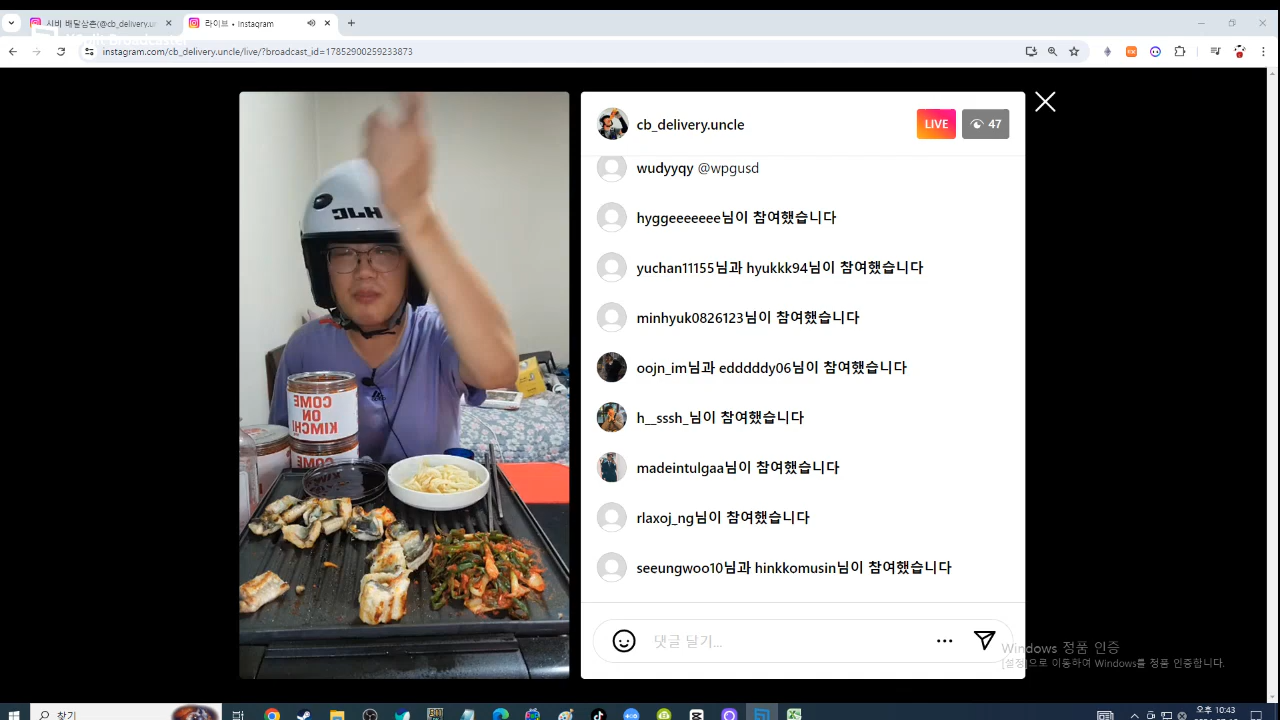 시바 배달삼촌(@cb_delivery.ur
라이브 • Instagram
instagram.com/cb_delivery.uncle/live/?broadcast_id=17852900259233873
cb_delivery.uncle
LIVE
47
wudyyqy @wpgusd
hyggeeeeeee님이 참여했습니다
yuchan11155님과 hyukkk94님이 참여했습니다
minhyuk0826123님이 참여했습니다
oojn_im님과 edddddy06님이 참여했습니다
h__sssh_님이 참여했습니다
madeintulgaa님이 참여했습니다
rlaxoj_ng님이 참여했습니다
seeungwoo10님과 hinkkomusin님이 참여했습니다
댓글 달기...
HJC
COME
ON
KIMCHI
COME
Windows 정품 인증
[설정]으로 이동하여 Windows를 정품 인증합니다.
찾기
오후 10:43